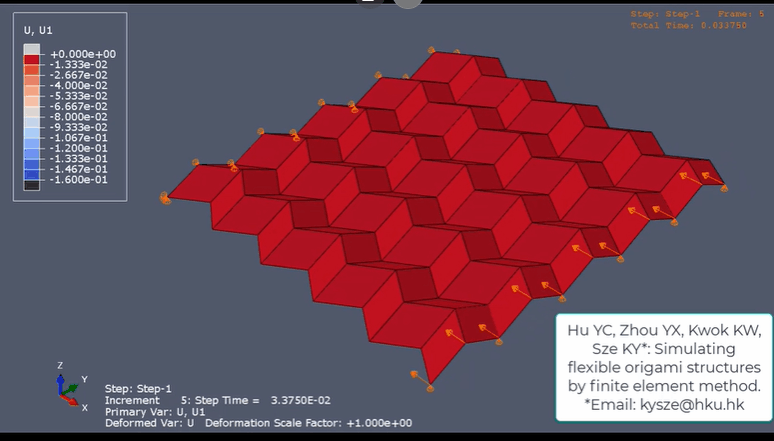 Step: Step-1 Frame: 5
Total Time: 0.033750
U, U1
+0.000e+00
-1.333e-02
-2.667e-02
-4.000e-02
-5.333e-02
-6.667e-02
-8.000e-02
-9.333e-02
-1.067e-01
-1.200e-01
-1.333e-01
-1.467e-01
-1.600e-01
Hu YC, Zhou YX, Kwok KW,
Sze KY*: Simulating
flexible origami structures
by finite element method.
*Email: kysze@hku.hk
Z
Y
X
Step: Step-1
Increment 5: Step Time = 3.3750E-02
Primary Var: U, U1
Deformed Var: U Deformation Scale Factor: +1.000e+00